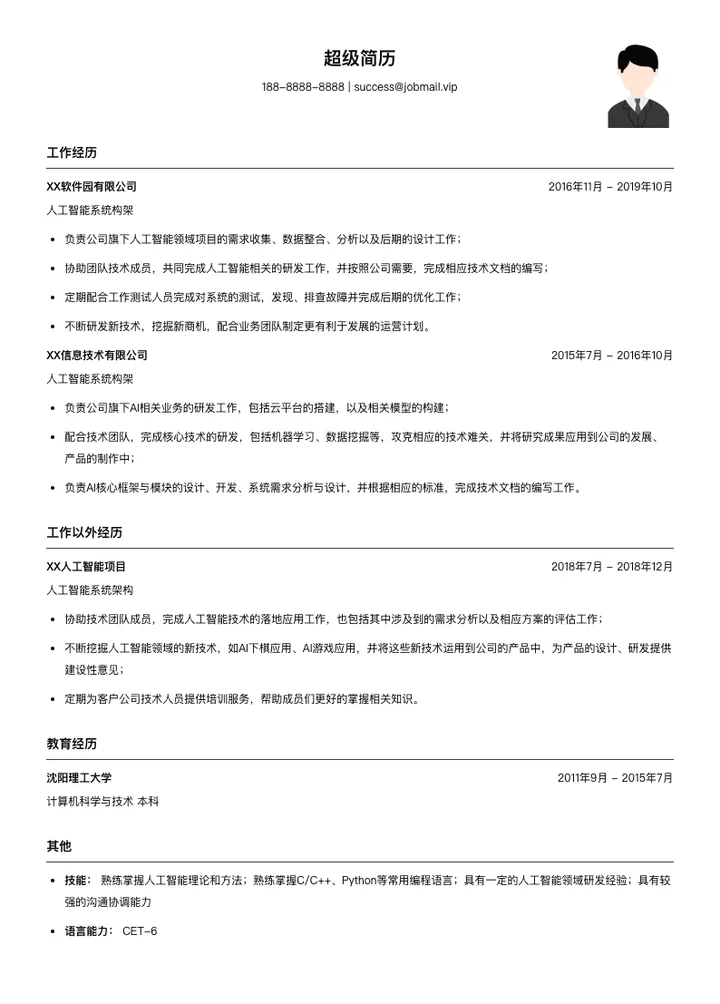 超级简历
188-8888-8888 | success@jobmail.vip
工作经历
XX软件园有限公司 2016年11月 – 2019年10月
人工智能系统构架
• 负责公司旗下人工智能领域项目的需求收集、数据整合、分析以及后期的设计工作；
• 协助团队技术成员，共同完成人工智能相关的研发工作，并按照公司需要，完成相应技术文档的编写；
• 定期配合工作测试人员完成对系统的测试，发现、排查故障并完成后期的优化工作；
• 不断研发新技术，挖掘新商机，配合业务团队制定更有利于发展的运营计划。
XX信息技术有限公司 2015年7月 – 2016年10月
人工智能系统构架
• 负责公司旗下AI相关业务的研发工作，包括云平台的搭建，以及相关模型的构建；
• 配合技术团队，完成核心技术的研发，包括机器学习、数据挖掘等，攻克相应的技术难关，并将研究成果应用到公司的发展、
产品的制作中；
• 负责AI核心框架与模块的设计、开发、系统需求分析与设计，并根据相应的标准，完成技术文档的编写工作。
工作以外经历
XX人工智能项目 2018年7月 – 2018年12月
人工智能系统架构
• 协助技术团队成员，完成人工智能技术的落地应用工作，也包括其中涉及到的需求分析以及相应方案的评估工作；
• 不断挖掘人工智能领域的新技术，如AI下棋应用、AI游戏应用，并将这些新技术运用到公司的产品中，为产品的设计、研发提供
建设性意见；
• 定期为客户公司技术人员提供培训服务，帮助成员们更好的掌握相关知识。
教育经历
沈阳理工大学 2011年9月 – 2015年7月
计算机科学与技术 本科
其他
• 技能： 熟练掌握人工智能理论和方法；熟练掌握C/C++、Python等常用编程语言；具有一定的人工智能领域研发经验；具有较
强的沟通协调能力
• 语言能力： CET-6